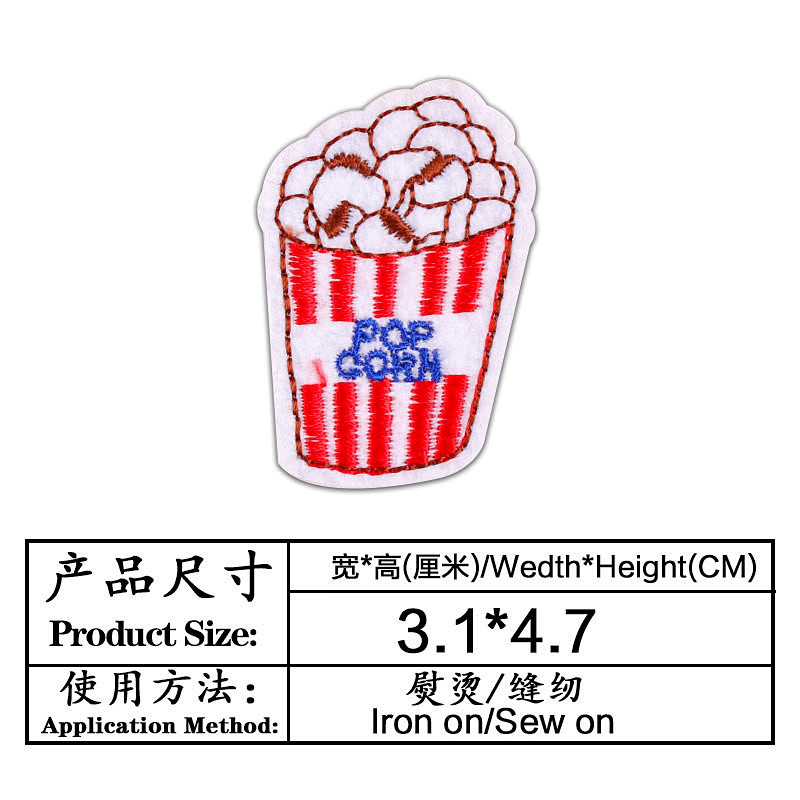 POP
CORN
产品尺寸
Product Size:
宽*高(厘米)/Wedth*Height(CM)
3.1*4.7
使用方法:
Application Method:
熨烫/缝纫
Iron on/Sew on